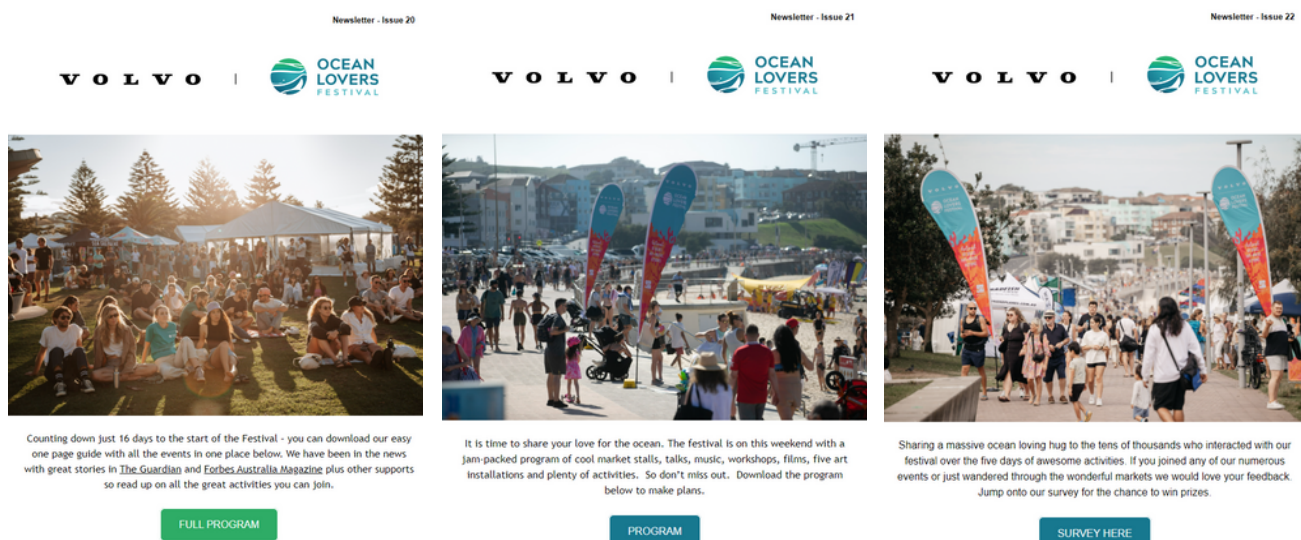 Newsletter - Issue 20
VOLVO
OCEAN
LOVERS
FESTIVAL
Counting down just 16 days to the start of the Festival - you can download our easy
one page guide with all the events in one place below. We have been in the news
with great stories in The Guardian and Forbes Australia Magazine plus other supports
so read up on all the great activities you can join.
FULL PROGRAM
Newsletter - Issue 21
VOLVO
OCEAN
LOVERS
FESTIVAL
It is time to share your love for the ocean. The festival is on this weekend with a
jam-packed program of cool market stalls, talks, music, workshops, films, five art
installations and plenty of activities. So don't miss out. Download the program
below to make plans.
PROGRAM
Newsletter - Issue 22
VOLVO
OCEAN
LOVERS
FESTIVAL
VOLVO
OCEAN
LOVERS
FESTIVAL
Sharing a massive ocean loving hug to the tens of thousands who interacted with our
festival over the five days of awesome activities. If you joined any of our numerous
events or just wandered through the wonderful markets we would love your feedback.
Jump onto our survey for the chance to win prizes.
SURVEY HERE